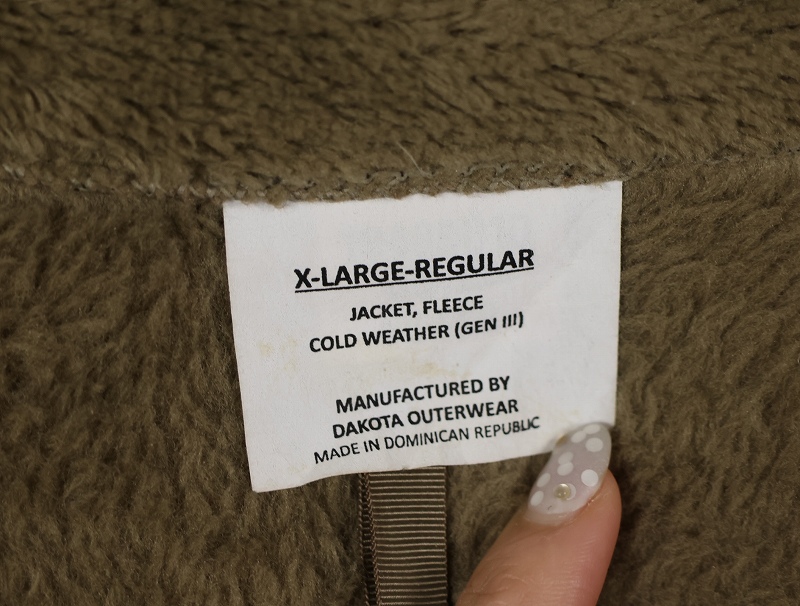 X-LARGE-REGULAR
JACKET, FLEECE
COLD WEATHER (GEN III)
MANUFACTURED BY
DAKOTA OUTERWEAR
MADE IN DOMINICAN REPUBLIC